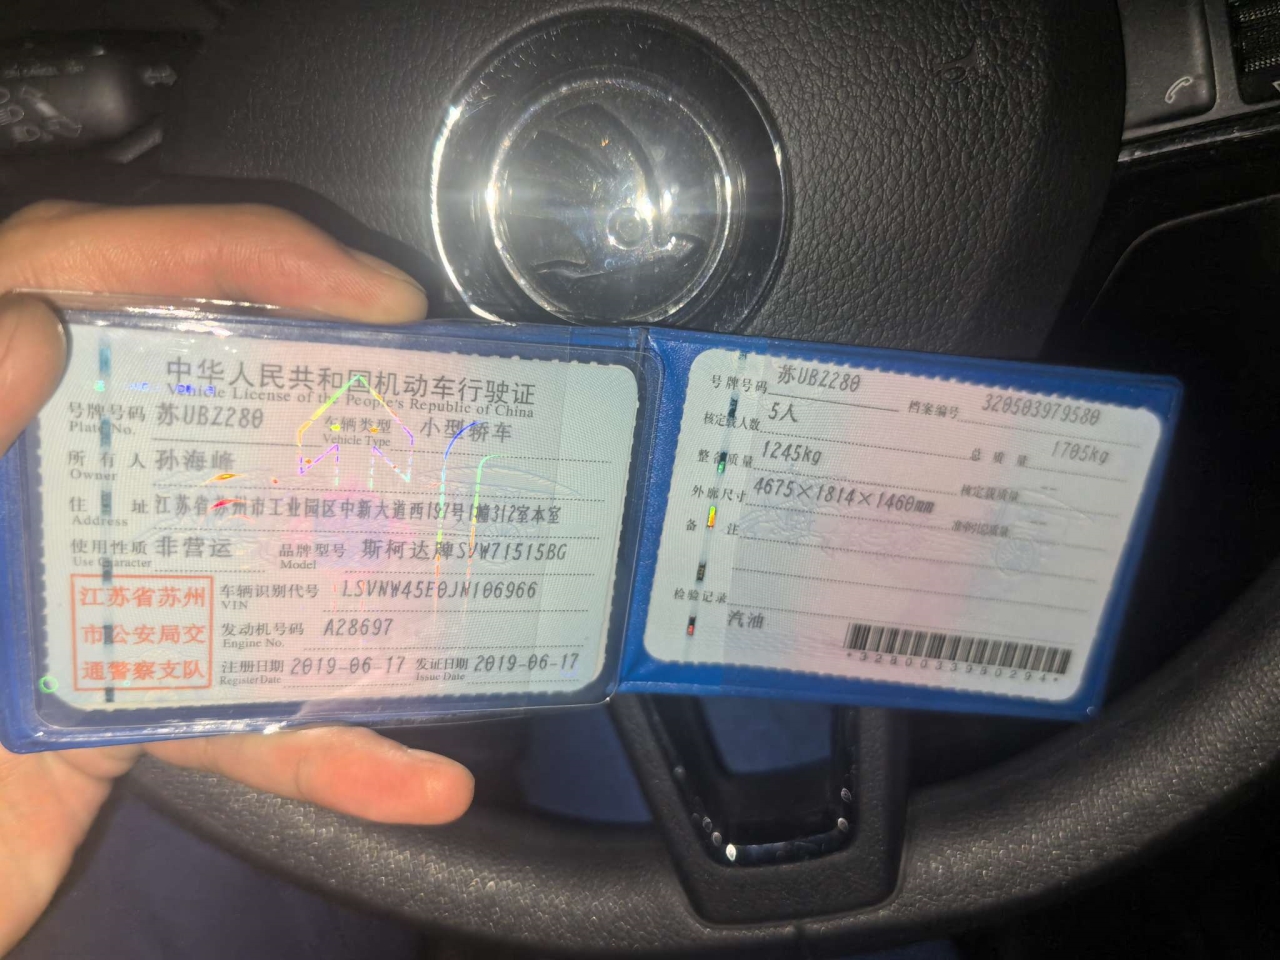 中华人民共和国机动车行驶证
Vehicle License of the People's Republic of China
号牌号码 苏UBZ280 车辆类型 小型轿车
Plate No. Vehicle Type
所有人 孙海峰
Owner
住址 江苏省苏州市工业园区中新大道西197号1幢312室本室
Address
使用性质 非营运 品牌型号 斯柯达牌SVW71515BG
Use Character Model
江苏省苏州
市公安局交
通警察支队
车辆识别代号 LSVNW45E0JN106966
VIN
发动机号码 A28697
Engine No.
注册日期 2019-06-17 发证日期 2019-06-17
Register Date Issue Date
号牌号码 苏UBZ280 档案编号 320503979580
核定载人数 5人 总质量 1705kg
整备质量 1245kg 核定载质量 --
外廓尺寸 4675×1814×1460mm 准牵引总质量 --
备注
检验记录
汽油
*3280033980294*